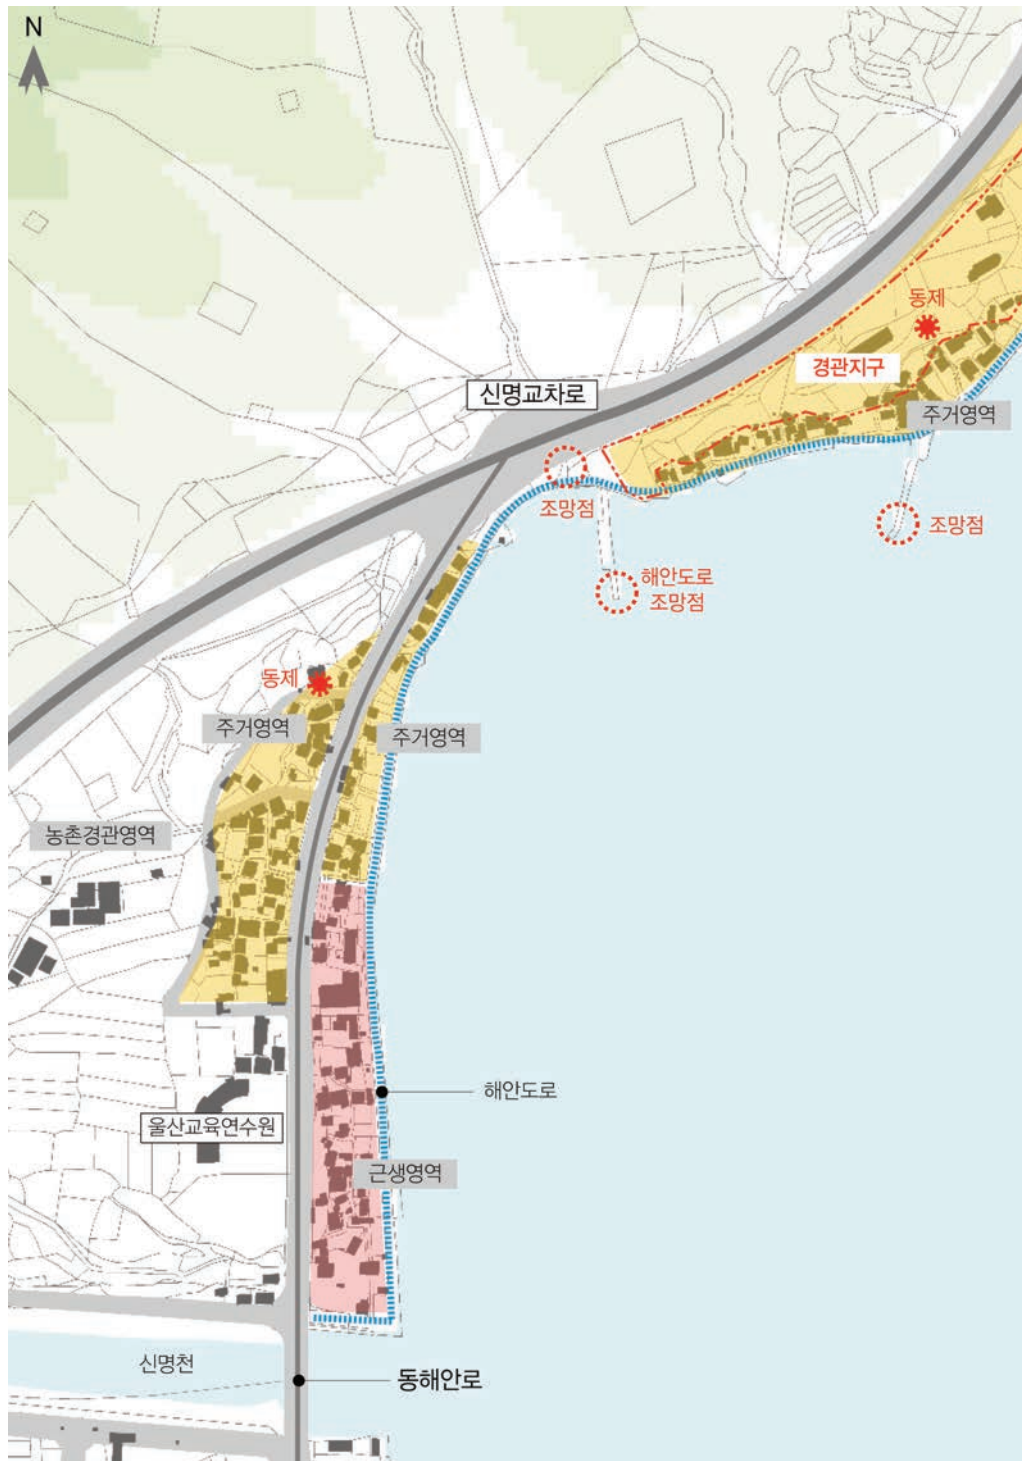 N
동제
경관지구
신명교차로
주거영역
조망점
조망점
해안도로
조망점
동제
주거영역
주거영역
농촌경관영역
해안도로
울산교육연수원
근생영역
신명천
동해안로